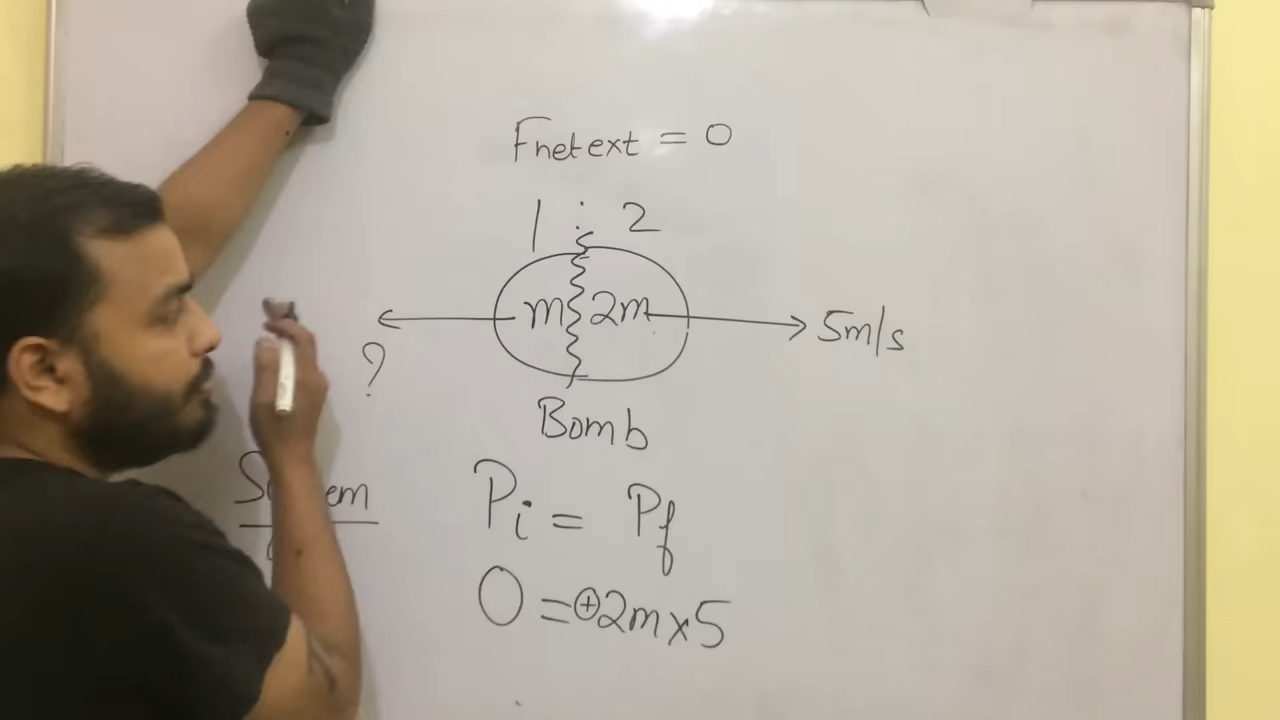 Fnetext = 0
1 : 2
m 2m 5m/s
?
Bomb
Pi = Pf
0 = +2m×5